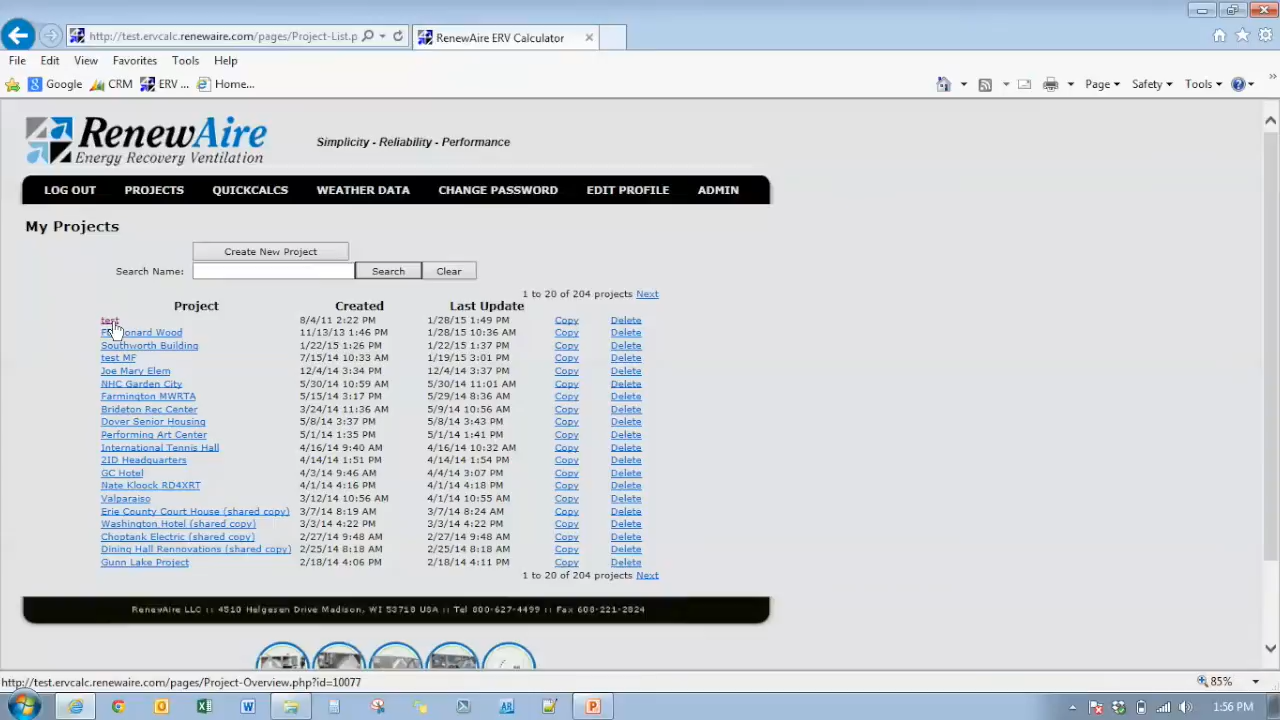 http://test.ervcalc.renewaire.com/pages/Project-List.p
RenewAire ERV Calculator
File Edit View Favorites Tools Help
Google CRM ERV ... Home... Page Safety Tools
RenewAire
Energy Recovery Ventilation
Simplicity - Reliability - Performance
LOG OUT PROJECTS QUICKCALCS WEATHER DATA CHANGE PASSWORD EDIT PROFILE ADMIN
My Projects
Create New Project
Search Name: Search Clear
1 to 20 of 204 projects Next
Project Created Last Update
test 8/4/11 2:22 PM 1/28/15 1:49 PM Copy Delete
onard Wood 11/13/13 1:46 PM 1/28/15 10:36 AM Copy Delete
Southworth Building 1/22/15 1:26 PM 1/22/15 1:37 PM Copy Delete
test MF 7/15/14 10:33 AM 1/19/15 3:01 PM Copy Delete
Joe Mary Elem 12/4/14 3:34 PM 12/4/14 3:37 PM Copy Delete
NHC Garden City 5/30/14 10:59 AM 5/30/14 11:01 AM Copy Delete
Farmington MWRTA 5/15/14 3:17 PM 5/29/14 8:36 AM Copy Delete
Brideton Rec Center 3/24/14 11:36 AM 5/9/14 10:56 AM Copy Delete
Dover Senior Housing 5/8/14 3:37 PM 5/8/14 3:43 PM Copy Delete
Performing Art Center 5/1/14 1:35 PM 5/1/14 1:41 PM Copy Delete
International Tennis Hall 4/16/14 9:40 AM 4/16/14 10:32 AM Copy Delete
2ID Headquarters 4/14/14 1:51 PM 4/14/14 1:54 PM Copy Delete
GC Hotel 4/3/14 9:46 AM 4/4/14 3:07 PM Copy Delete
Nate Kloock RD4XRT 4/1/14 4:16 PM 4/1/14 4:18 PM Copy Delete
Valparaiso 3/12/14 10:56 AM 4/1/14 10:55 AM Copy Delete
Erie County Court House (shared copy) 3/7/14 8:19 AM 3/7/14 8:24 AM Copy Delete
Washington Hotel (shared copy) 3/3/14 4:22 PM 3/3/14 4:22 PM Copy Delete
Choptank Electric (shared copy) 2/27/14 9:48 AM 2/27/14 9:48 AM Copy Delete
Dining Hall Rennovations (shared copy) 2/25/14 8:18 AM 2/25/14 8:18 AM Copy Delete
Gunn Lake Project 2/18/14 4:06 PM 2/18/14 4:11 PM Copy Delete
1 to 20 of 204 projects Next
RenewAire LLC :: 4510 Helgesen Drive Madison, WI 53718 USA :: Tel 800-627-4499 :: Fax 608-221-2824
http://test.ervcalc.renewaire.com/pages/Project-Overview.php?id=10077
85%
1:56 PM